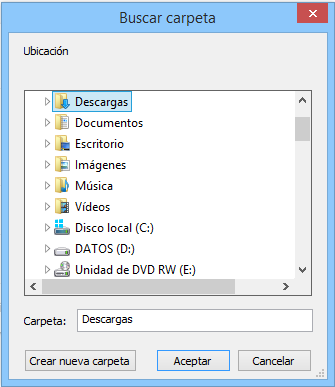 Buscar carpeta
Ubicación
Descargas
Documentos
Escritorio
Imágenes
Música
Vídeos
Disco local (C:)
DATOS (D:)
Unidad de DVD RW (E:)
Carpeta: Descargas
Crear nueva carpeta Aceptar Cancelar